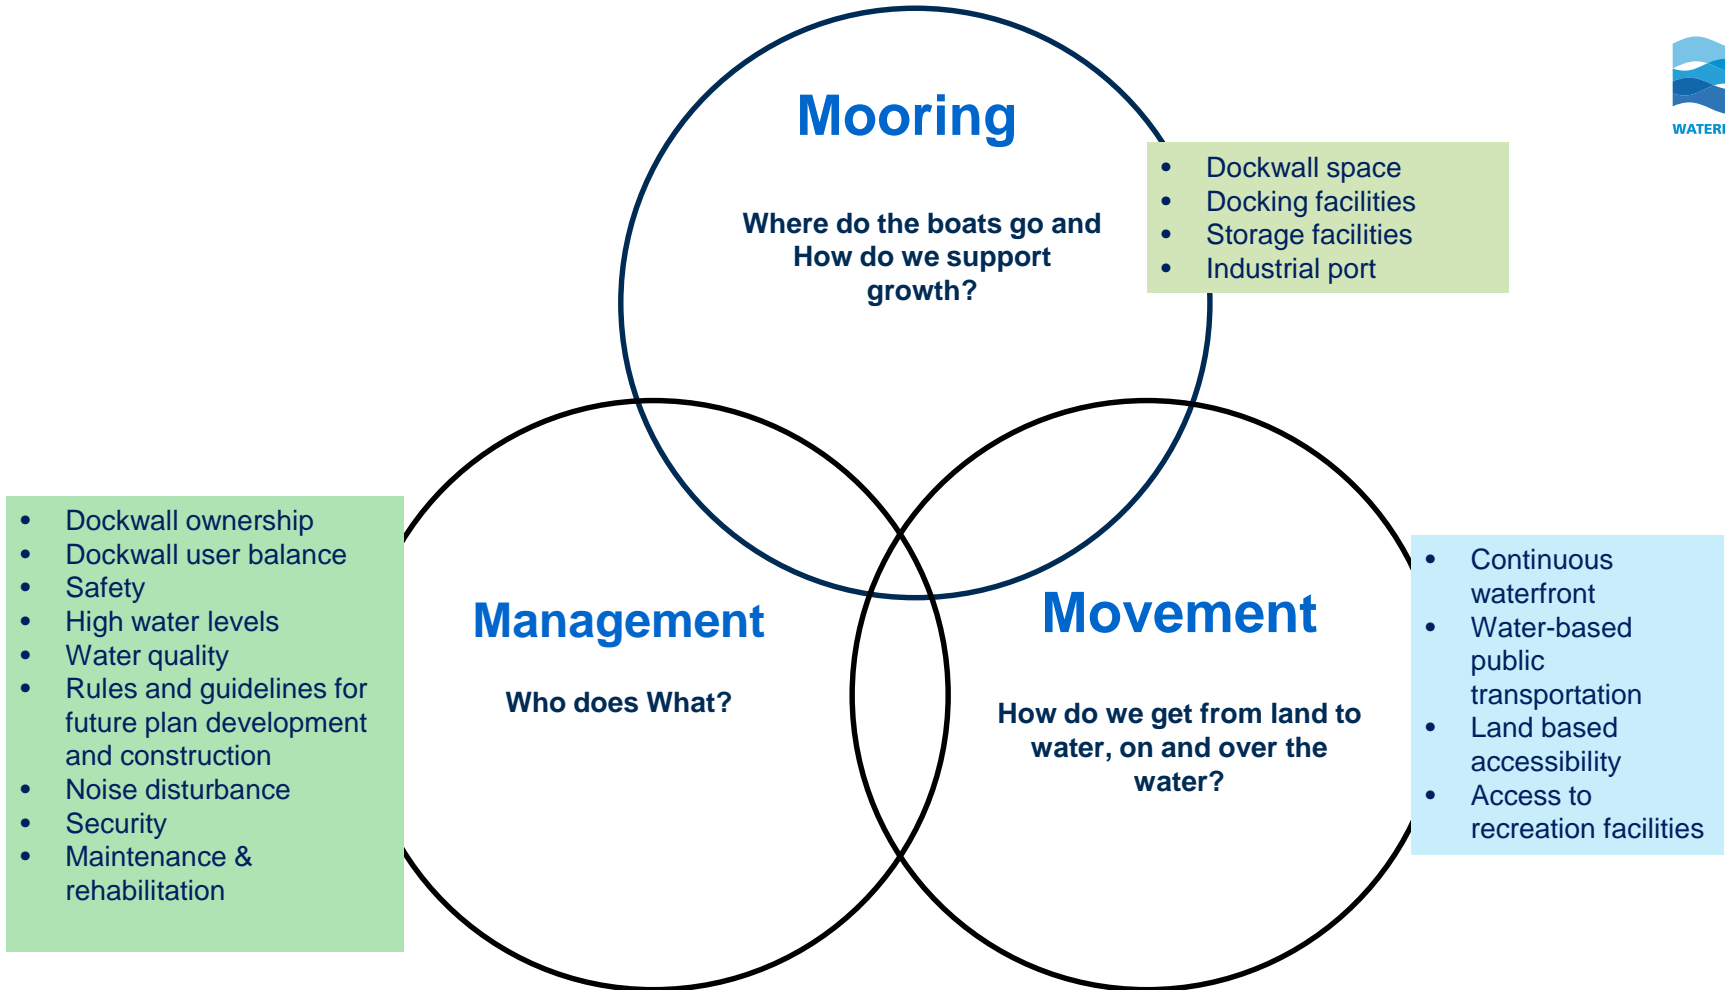 Mooring
Where do the boats go and
How do we support
growth?
• Dockwall space
• Docking facilities
• Storage facilities
• Industrial port
Management
Who does What?
• Dockwall ownership
• Dockwall user balance
• Safety
• High water levels
• Water quality
• Rules and guidelines for
future plan development
and construction
• Noise disturbance
• Security
• Maintenance &
rehabilitation
Movement
How do we get from land to
water, on and over the
water?
• Continuous
waterfront
• Water-based
public
transportation
• Land based
accessibility
• Access to
recreation facilities